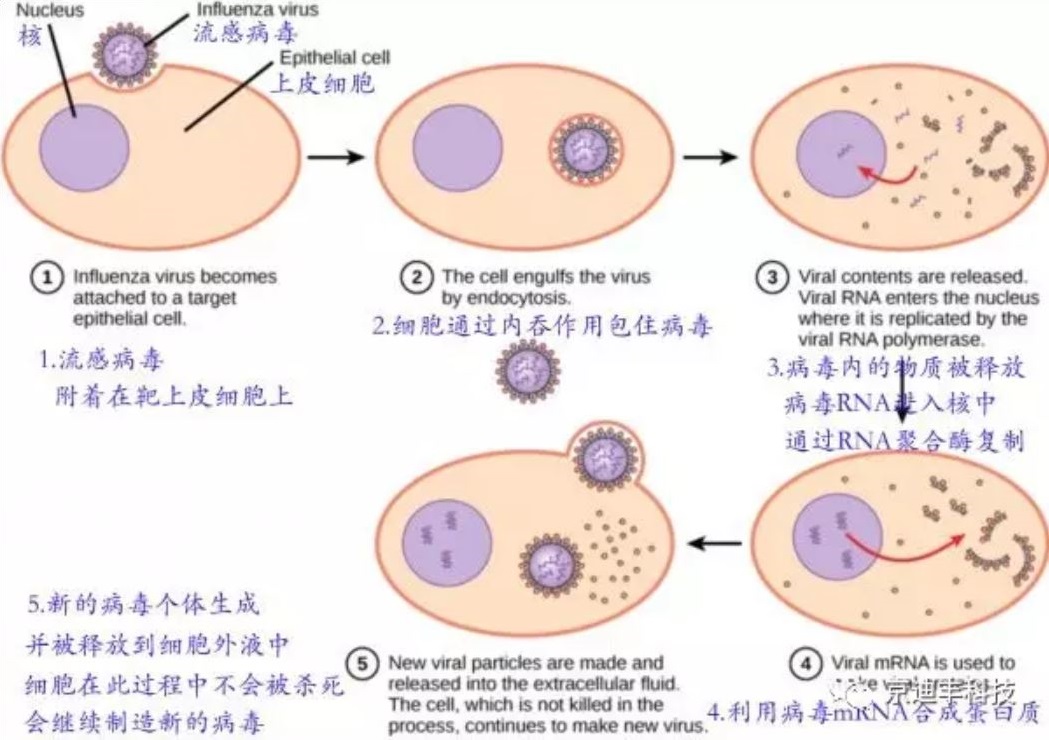 Nucleus
核
Influenza virus
流感病毒
Epithelial cell
上皮细胞
1 Influenza virus becomes
attached to a target
epithelial cell.
1.流感病毒
附着在靶上皮细胞上
2 The cell engulfs the virus
by endocytosis.
2.细胞通过内吞作用包住病毒
3 Viral contents are released.
Viral RNA enters the nucleus
where it is replicated by the
viral RNA polymerase.
3.病毒内的物质被释放
病毒RNA进入核中
通过RNA聚合酶复制
4 Viral mRNA is used to
4.利用病毒mRNA合成蛋白质
京迪丰科技
5 New viral particles are made and
released into the extracellular fluid.
The cell, which is not killed in the
process, continues to make new virus.
5.新的病毒个体生成
并被释放到细胞外液中
细胞在此过程中不会被杀死
会继续制造新的病毒